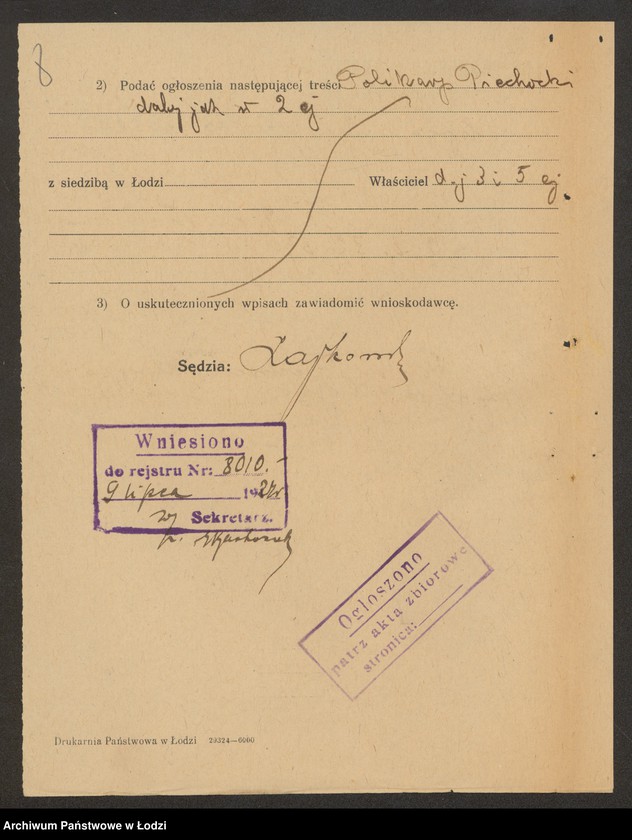 8
2) Podać ogłoszenia następującej treści Polikarp Piechocki
dalej jak w 2 ej
z siedzibą w Łodzi Właściciel d. j 3 i 5 ej
3) O uskutecznionych wpisach zawiadomić wnioskodawcę.
Sędzia:
Wniesiono
do rejstru Nr: 8010.-
9 lipca 1927 r
Sekretarz.
Ogłoszono
patrz akta zbiorowe
stronica:
Drukarnia Państwowa w Łodzi 29324—6000
Archiwum Państwowe w Łodzi